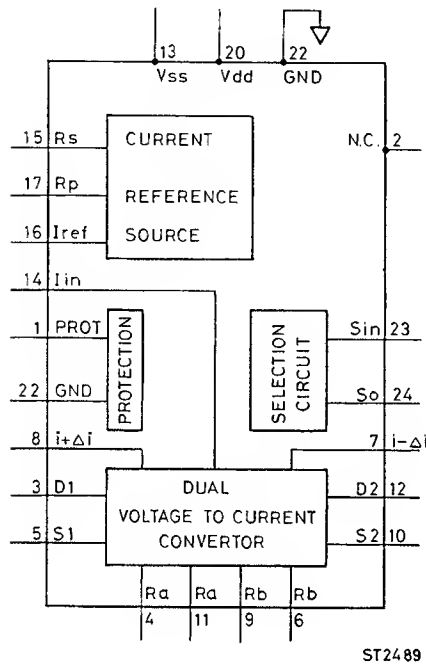 13 20 22
Vss Vdd GND
15 Rs CURRENT N.C. 2
17 Rp REFERENCE
16 Iref SOURCE
14 Iin
1 PROT PROTECTION SELECTION CIRCUIT Sin 23
22 GND So 24
8 i+Δi 7 i-Δi
3 D1 DUAL D2 12
VOLTAGE TO CURRENT
5 S1 CONVERTOR S2 10
Ra Ra Rb Rb
4 11 9 6
ST2489